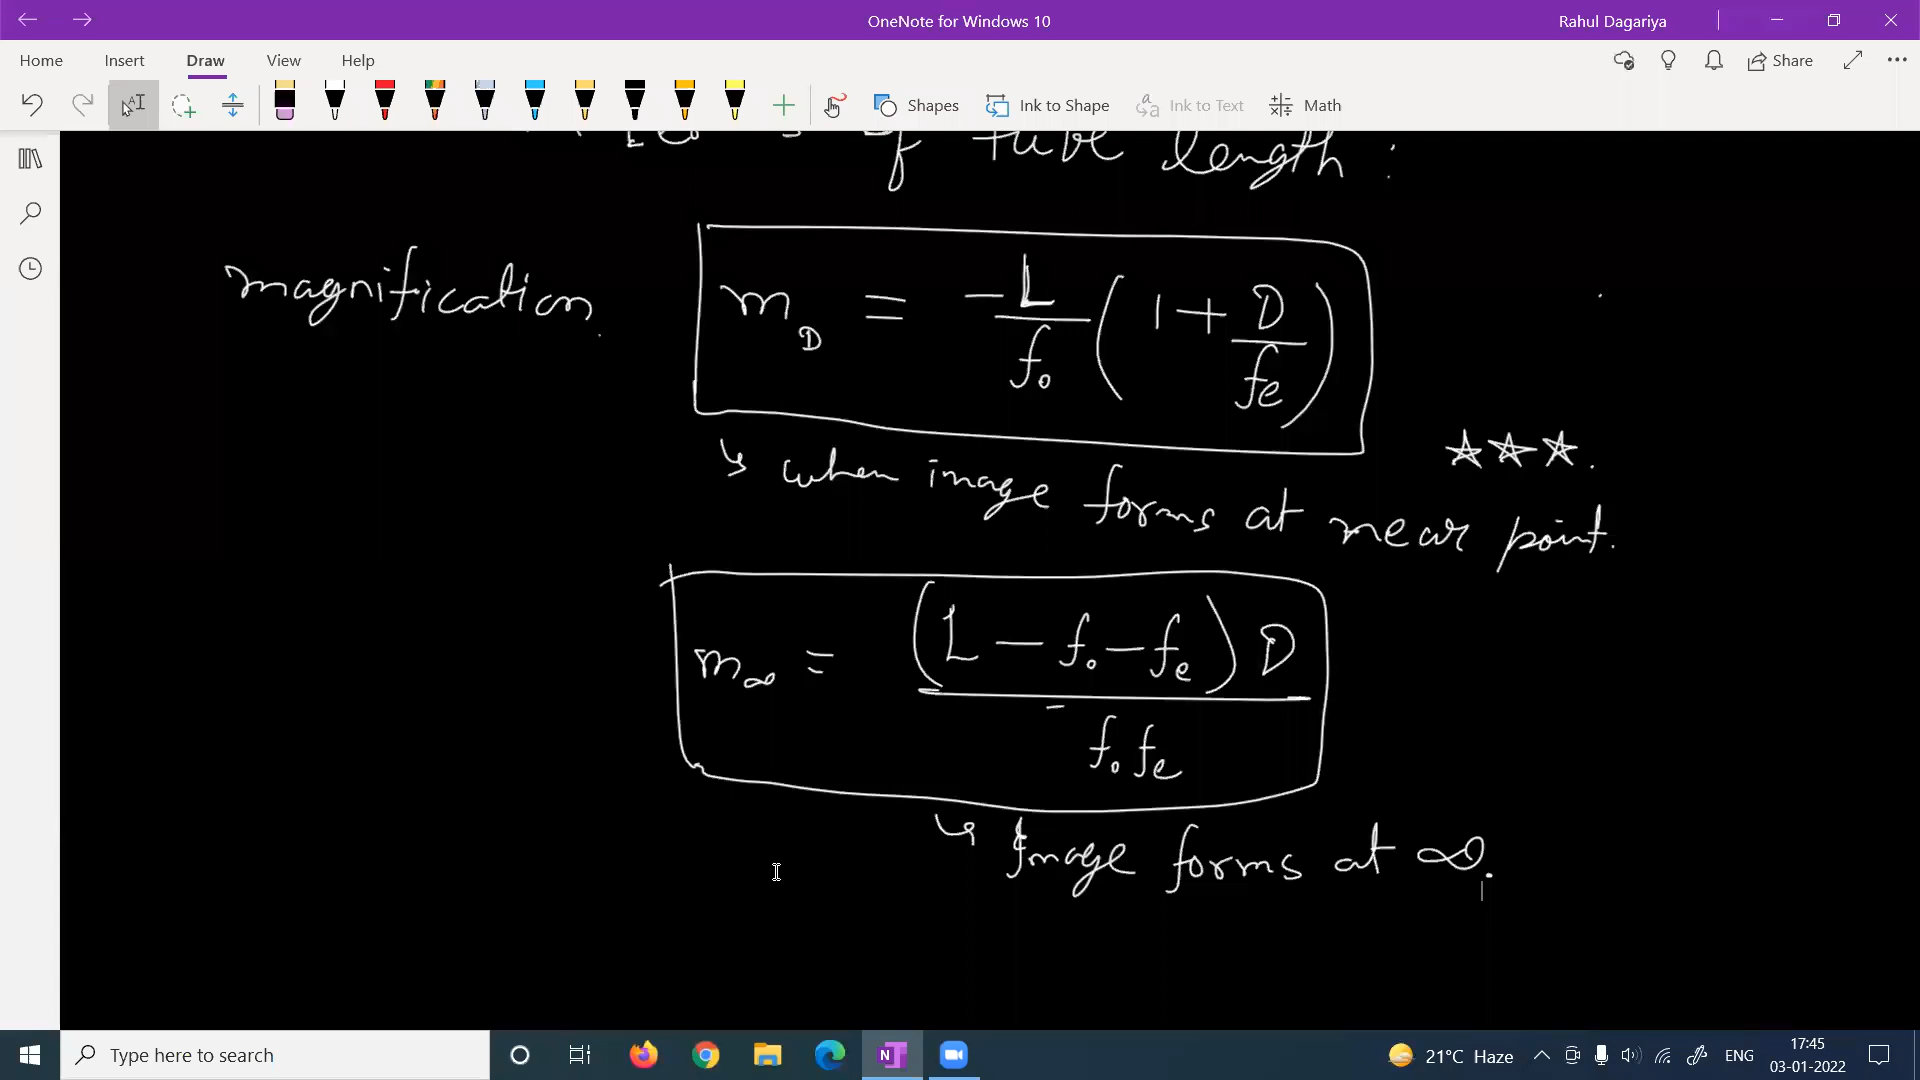 OneNote for Windows 10
Rahul Dagariya
Home Insert Draw View Help
Share
Shapes Ink to Shape Ink to Text Math
of tube length :
magnification.
m_D = -L/f_o (1 + D/f_e)
↳ when image forms at near point.
☆☆☆.
m_∞ = (L - f_o - f_e) D / - f_o f_e
↳ Image forms at ∞.
Type here to search
21°C Haze
ENG
17:45
03-01-2022